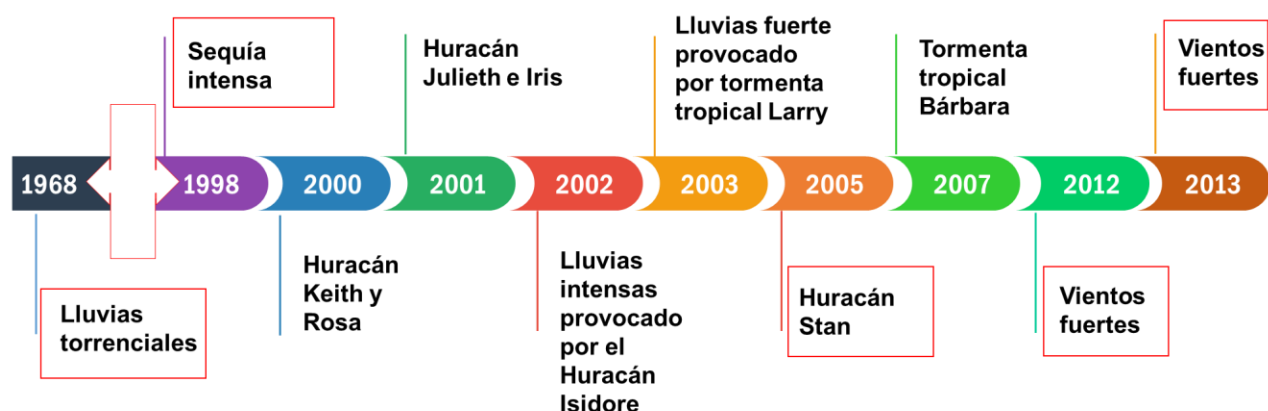 Sequía
intensa
Huracán
Julieth e Iris
Lluvias fuerte
provocado
por tormenta
tropical Larry
Tormenta
tropical
Bárbara
Vientos
fuertes
1968
1998
2000
2001
2002
2003
2005
2007
2012
2013
Lluvias
torrenciales
Huracán
Keith y
Rosa
Lluvias
intensas
provocado
por el
Huracán
Isidore
Huracán
Stan
Vientos
fuertes